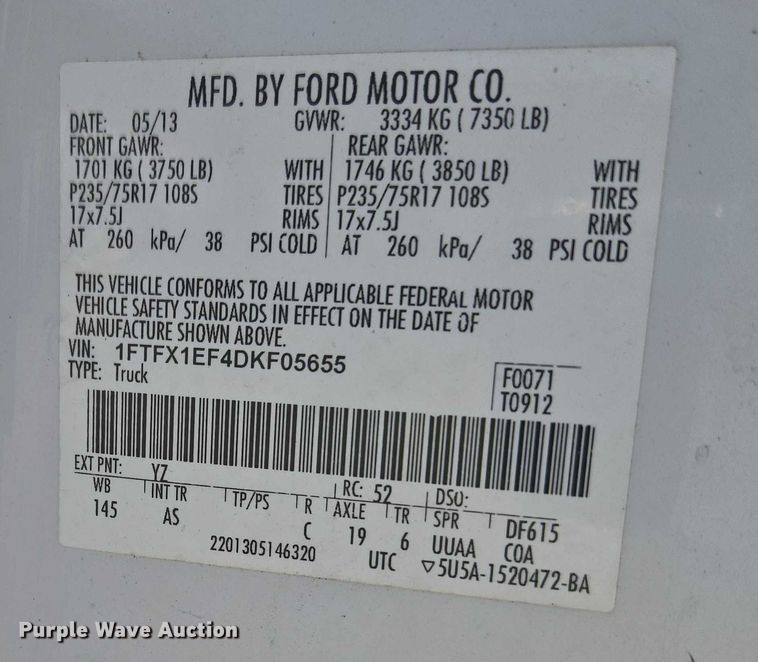 MFD. BY FORD MOTOR CO.
DATE: 05/13 GVWR: 3334 KG ( 7350 LB)
FRONT GAWR: REAR GAWR:
1701 KG ( 3750 LB) WITH 1746 KG ( 3850 LB) WITH
P235/75R17 108S TIRES P235/75R17 108S TIRES
17x7.5J RIMS 17x7.5J RIMS
AT 260 kPa/ 38 PSI COLD AT 260 kPa/ 38 PSI COLD
THIS VEHICLE CONFORMS TO ALL APPLICABLE FEDERAL MOTOR
VEHICLE SAFETY STANDARDS IN EFFECT ON THE DATE OF
MANUFACTURE SHOWN ABOVE.
VIN: 1FTFX1EF4DKF05655
TYPE: Truck
F0071
T0912
EXT PNT: YZ RC: 52 DSO:
WB INT TR TP/PS R AXLE TR SPR DF615
145 AS C 19 6 UUAA COA
2201305146320 UTC ▽5U5A-1520472-BA
Purple Wave Auction